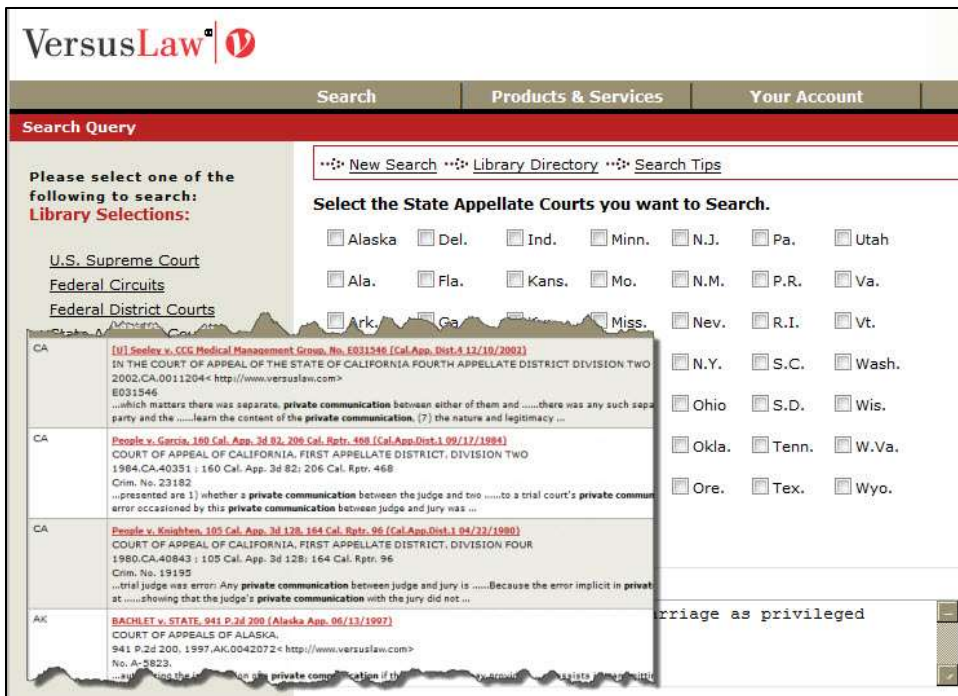 VersusLaw
Search
Products & Services
Your Account
Search Query
Please select one of the
following to search:
Library Selections:
U.S. Supreme Court
Federal Circuits
Federal District Courts
New Search Library Directory Search Tips
Select the State Appellate Courts you want to Search.
Alaska Del. Ind. Minn. N.J. Pa. Utah
Ala. Fla. Kans. Mo. N.M. P.R. Va.
Ark. Ga. Miss. Nev. R.I. Vt.
N.Y. S.C. Wash.
Ohio S.D. Wis.
Okla. Tenn. W.Va.
Ore. Tex. Wyo.
CA
[U] Seeley v. CCG Medical Management Group, No. E031546 (Cal.App. Dist.4 12/10/2002)
IN THE COURT OF APPEAL OF THE STATE OF CALIFORNIA FOURTH APPELLATE DISTRICT DIVISION TWO
2002.CA.0011204< http://www.versuslaw.com>
E031546
...which matters there was separate, private communication between either of them and ......there was any such sepa
party and the ......learn the content of the private communication, (7) the nature and legitimacy ...
CA
People v. Garcia, 160 Cal. App. 3d 82, 206 Cal. Rptr. 468 (Cal.App.Dist.1 09/17/1984)
COURT OF APPEAL OF CALIFORNIA, FIRST APPELLATE DISTRICT, DIVISION TWO
1984.CA.40351 ; 160 Cal. App. 3d 82; 206 Cal. Rptr. 468
Crim. No. 23182
...presented are 1) whether a private communication between the judge and two ......to a trial court's private commun
error occasioned by this private communication between judge and jury was ...
CA
People v. Knighten, 105 Cal. App. 3d 128, 164 Cal. Rptr. 96 (Cal.App.Dist.1 04/22/1980)
COURT OF APPEAL OF CALIFORNIA, FIRST APPELLATE DISTRICT, DIVISION FOUR
1980.CA.40843 ; 105 Cal. App. 3d 128; 164 Cal. Rptr. 96
Crim. No. 19195
...trial judge was error: Any private communication between judge and jury is ......Because the error implicit in privat
at ......showing that the judge's private communication with the jury did not ...
AK
BACHLET v. STATE, 941 P.2d 200 (Alaska App. 06/13/1997)
COURT OF APPEALS OF ALASKA.
941 P.2d 200, 1997.AK.0042072< http://www.versuslaw.com>
No. A-5823.
rriage as privileged